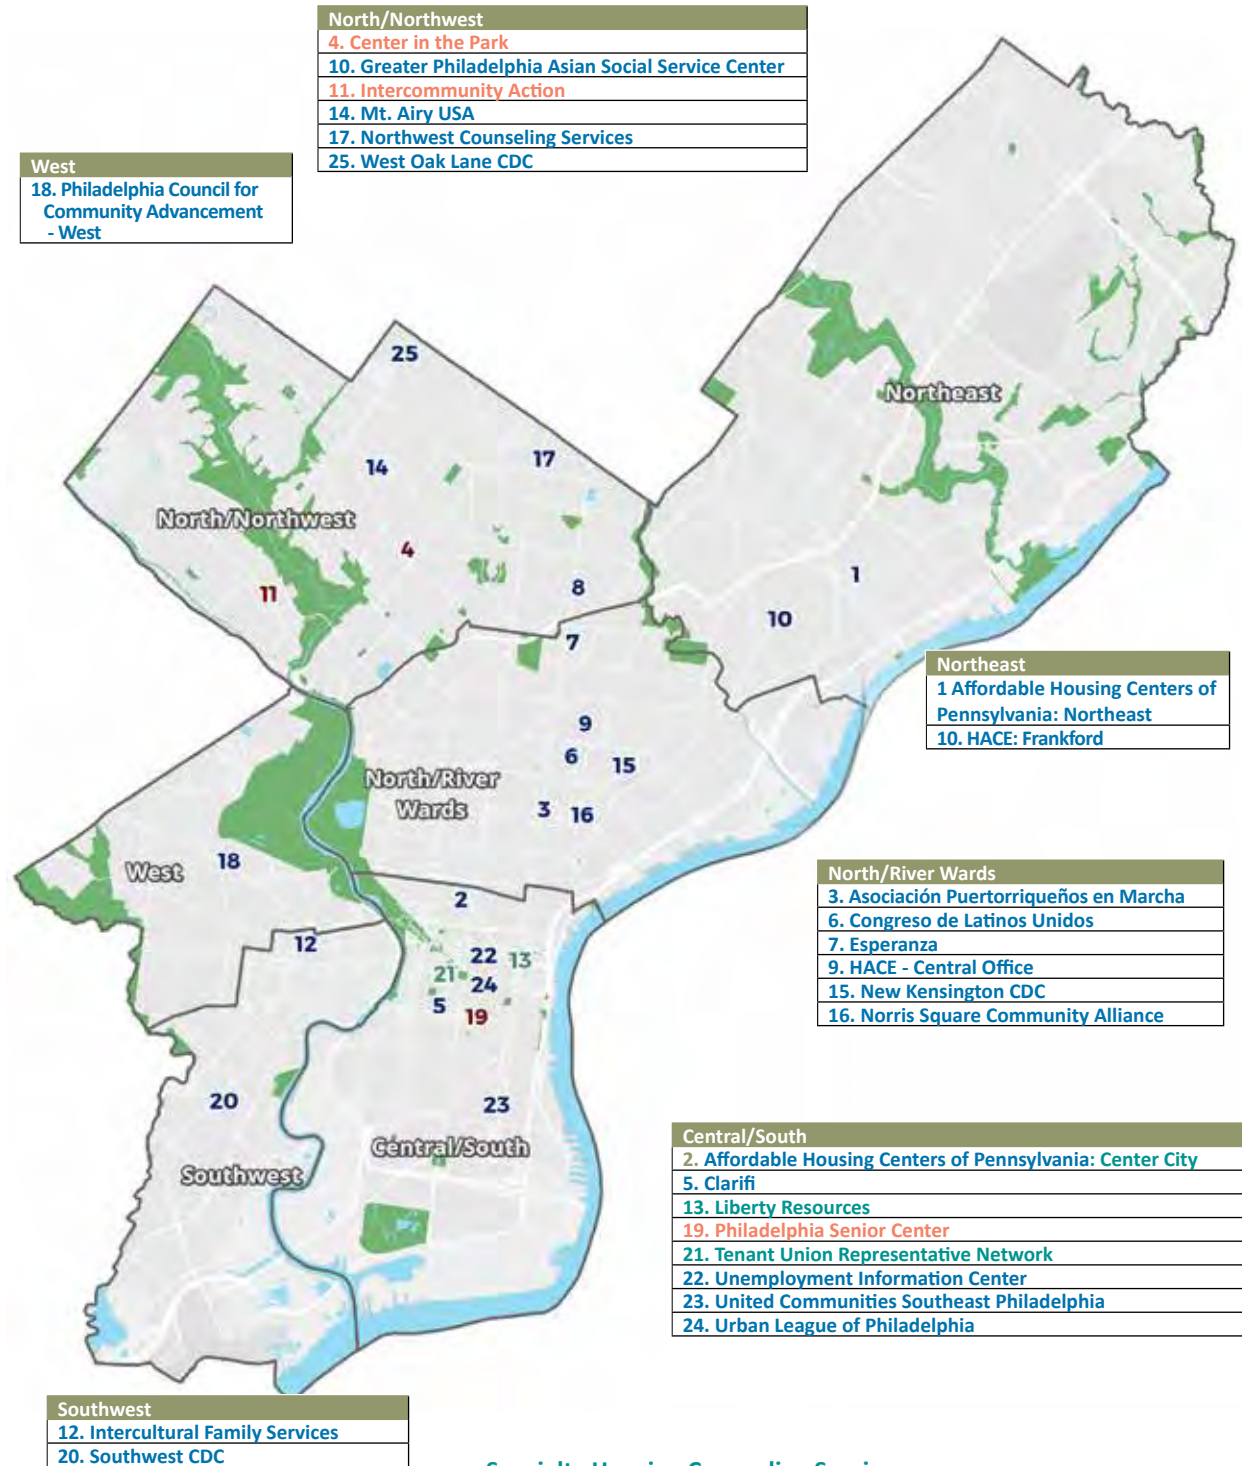 North/Northwest
4. Center in the Park
10. Greater Philadelphia Asian Social Service Center
11. Intercommunity Action
14. Mt. Airy USA
17. Northwest Counseling Services
25. West Oak Lane CDC
West
18. Philadelphia Council for
Community Advancement
- West
25
Northeast
14
17
North/Northwest
4
11
8
1
10
7
Northeast
1 Affordable Housing Centers of
Pennsylvania: Northeast
10. HACE: Frankford
9
6
15
North/River
Wards
3
16
West
18
North/River Wards
3. Asociación Puertorriqueños en Marcha
6. Congreso de Latinos Unidos
7. Esperanza
9. HACE - Central Office
15. New Kensington CDC
16. Norris Square Community Alliance
2
12
22
13
21
24
5
19
20
23
Central/South
Southwest
Central/South
2. Affordable Housing Centers of Pennsylvania: Center City
5. Clarifi
13. Liberty Resources
19. Philadelphia Senior Center
21. Tenant Union Representative Network
22. Unemployment Information Center
23. United Communities Southeast Philadelphia
24. Urban League of Philadelphia
Southwest
12. Intercultural Family Services
20. Southwest CDC